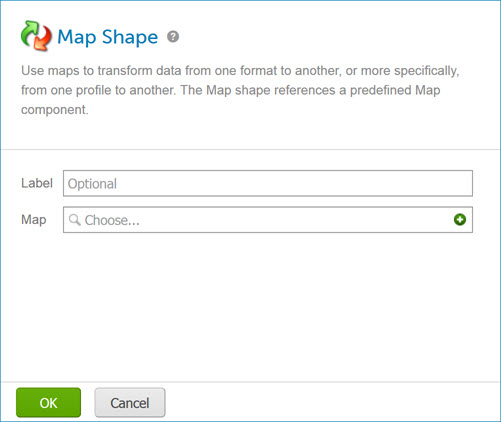 Map Shape ?
Use maps to transform data from one format to another, or more specifically,
from one profile to another. The Map shape references a predefined Map
component.
Label Optional
Map Choose...
OK Cancel